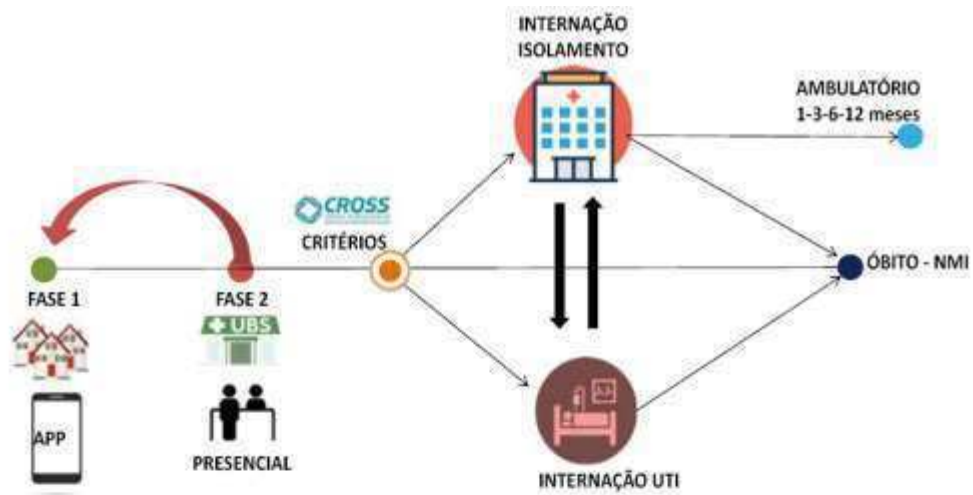 INTERNAÇÃO
ISOLAMENTO
AMBULATÓRIO
1-3-6-12 meses
CROSS
CRITÉRIOS
ÓBITO - NMI
FASE 1
FASE 2
UBS
APP
PRESENCIAL
INTERNAÇÃO UTI